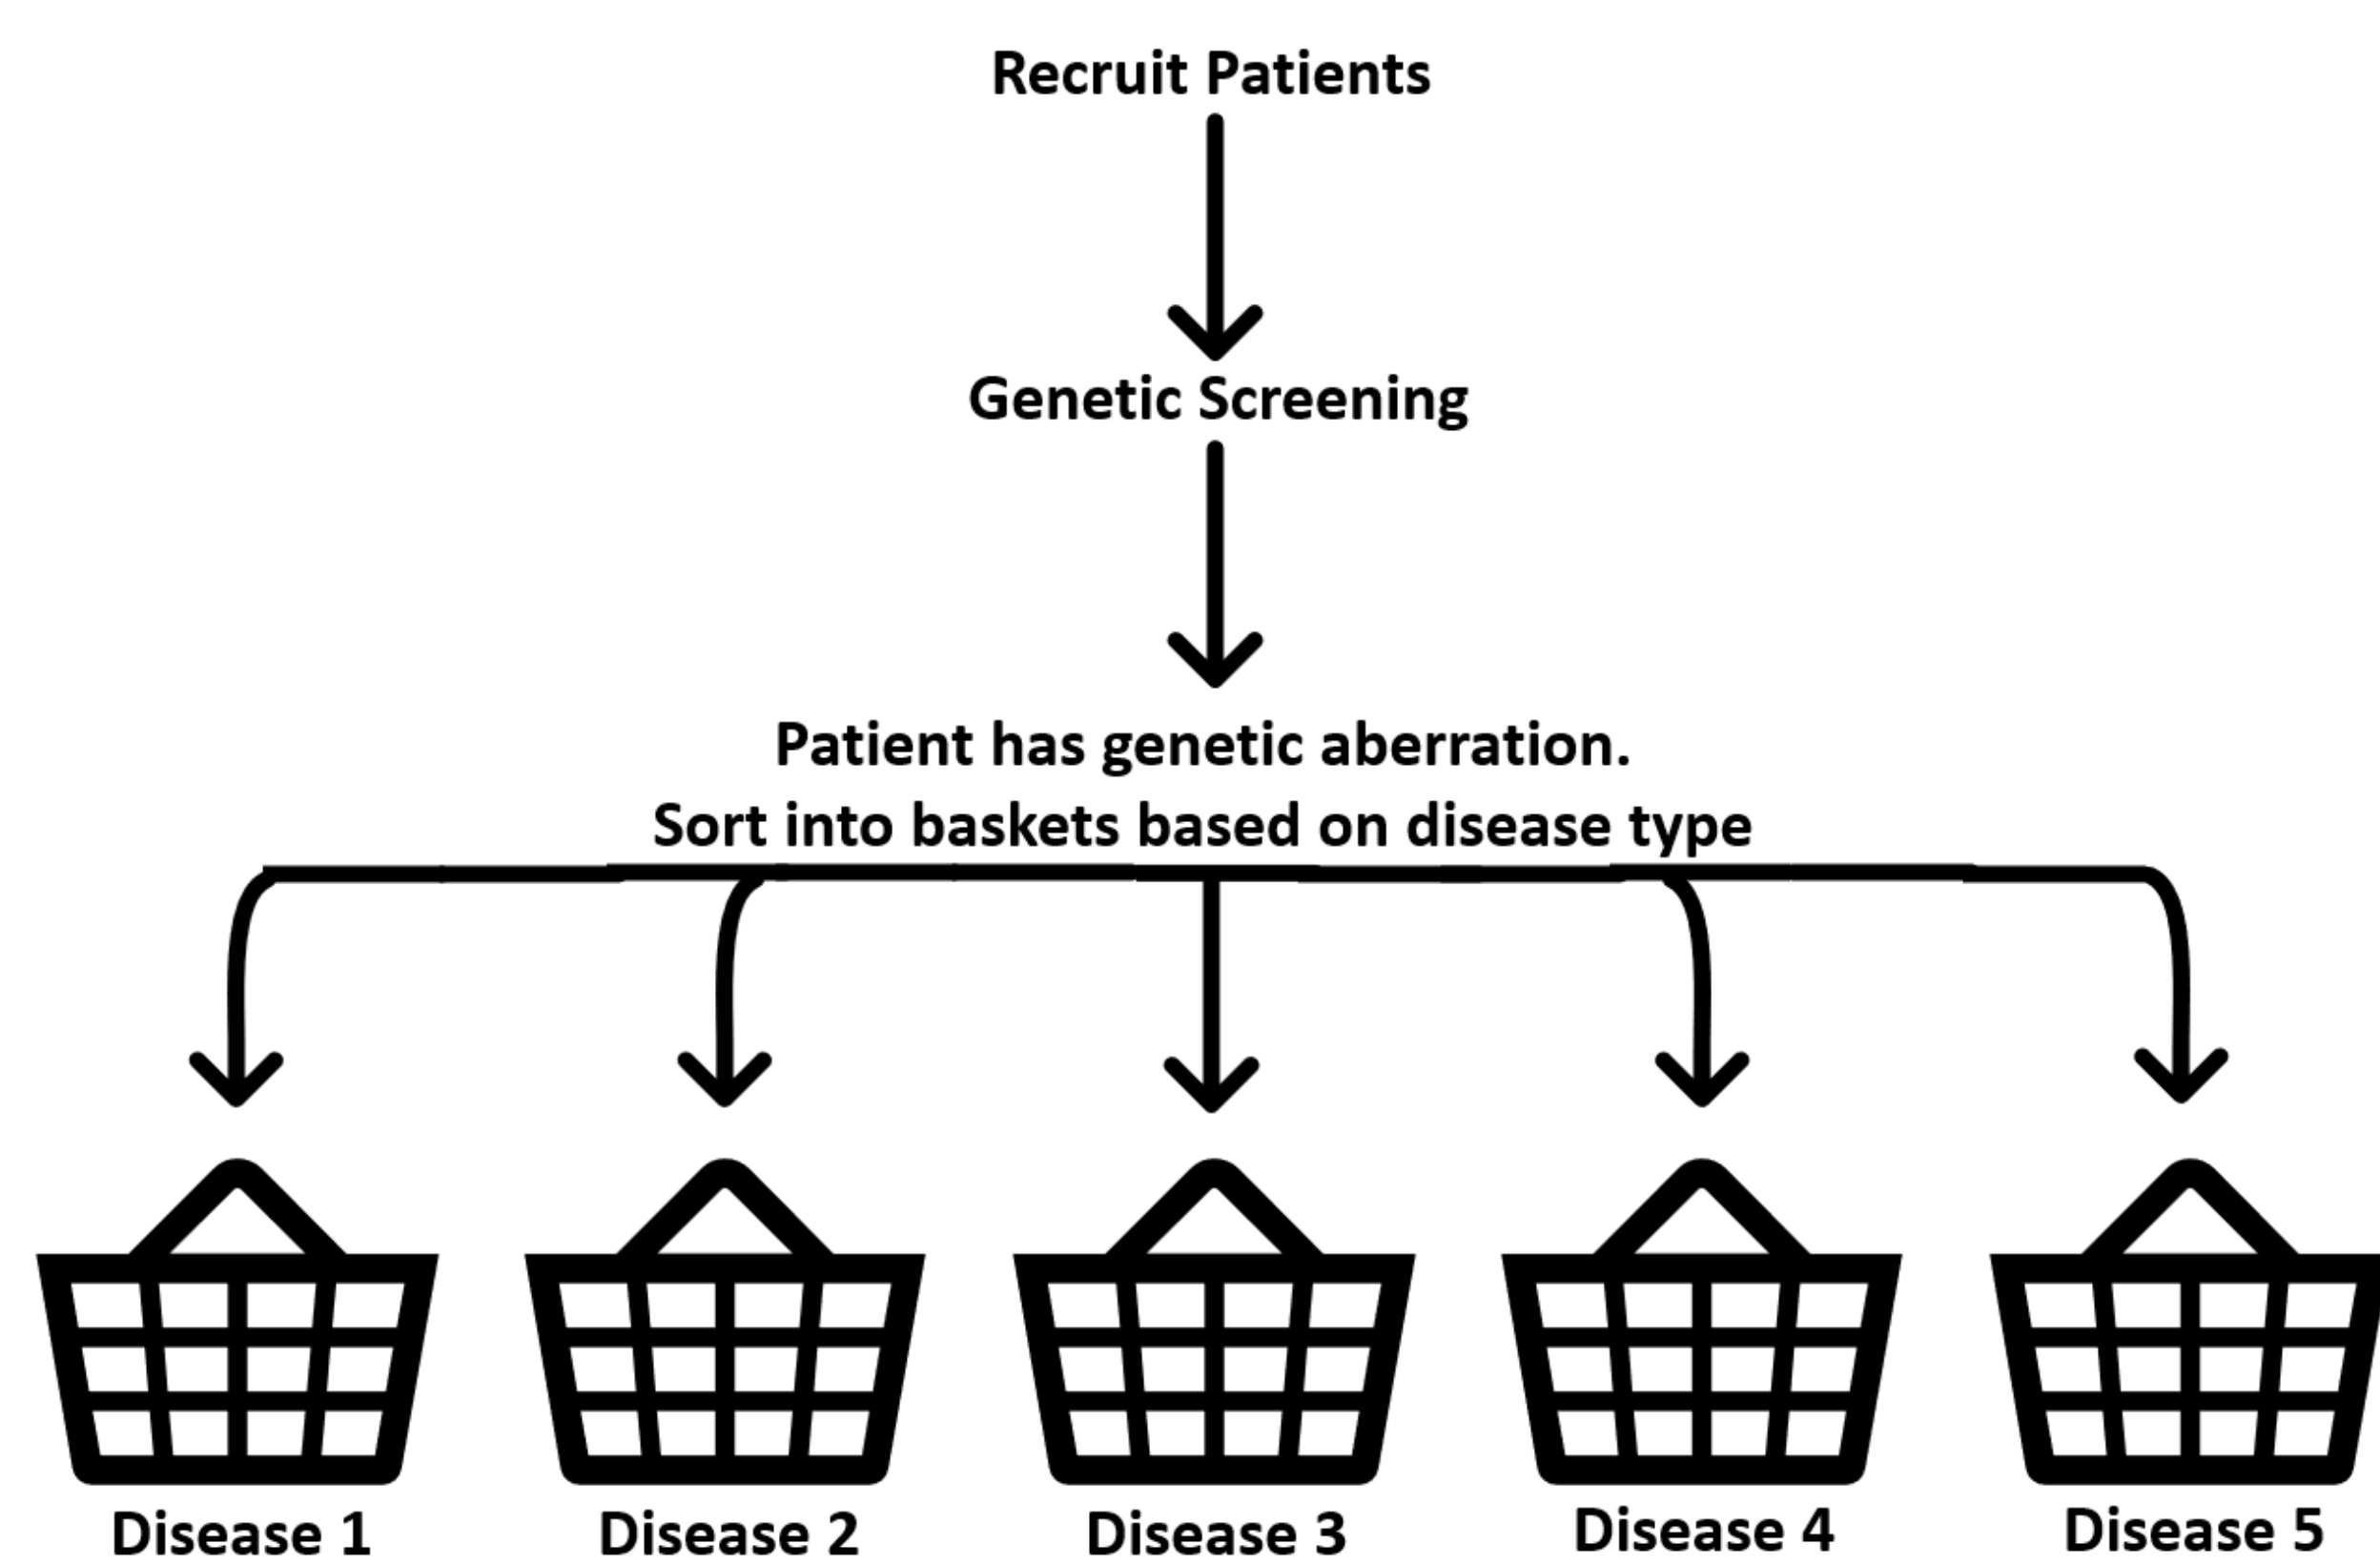 Recruit Patients
Genetic Screening
Patient has genetic aberration.
Sort into baskets based on disease type
Disease 1
Disease 2
Disease 3
Disease 4
Disease 5